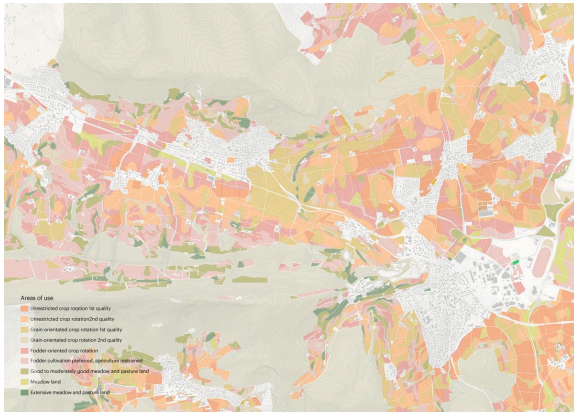 Areas of use
Unrestricted crop rotation 1st quality
Unrestricted crop rotation2nd quality
Grain-orientated crop rotation 1st quality
Grain-orientated crop rotation 2nd quality
Fodder-oriented crop rotation
Fodder cultivation preferred, agriculture restrained
Good to moderately good meadow and pasture land
Meadow land
Extensive meadow and pasture land